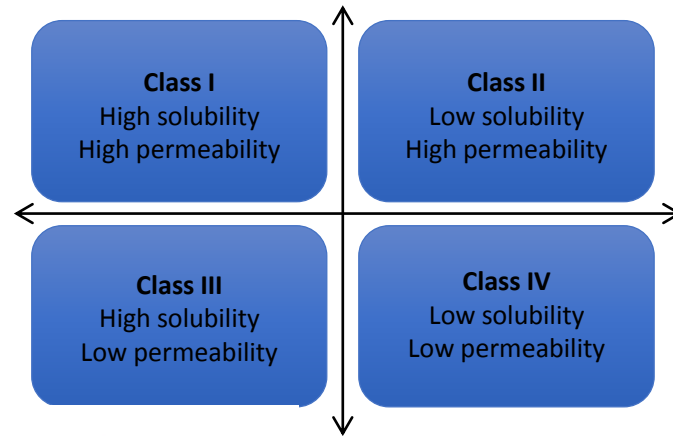 Class I
High solubility
High permeability
Class II
Low solubility
High permeability
Class III
High solubility
Low permeability
Class IV
Low solubility
Low permeability